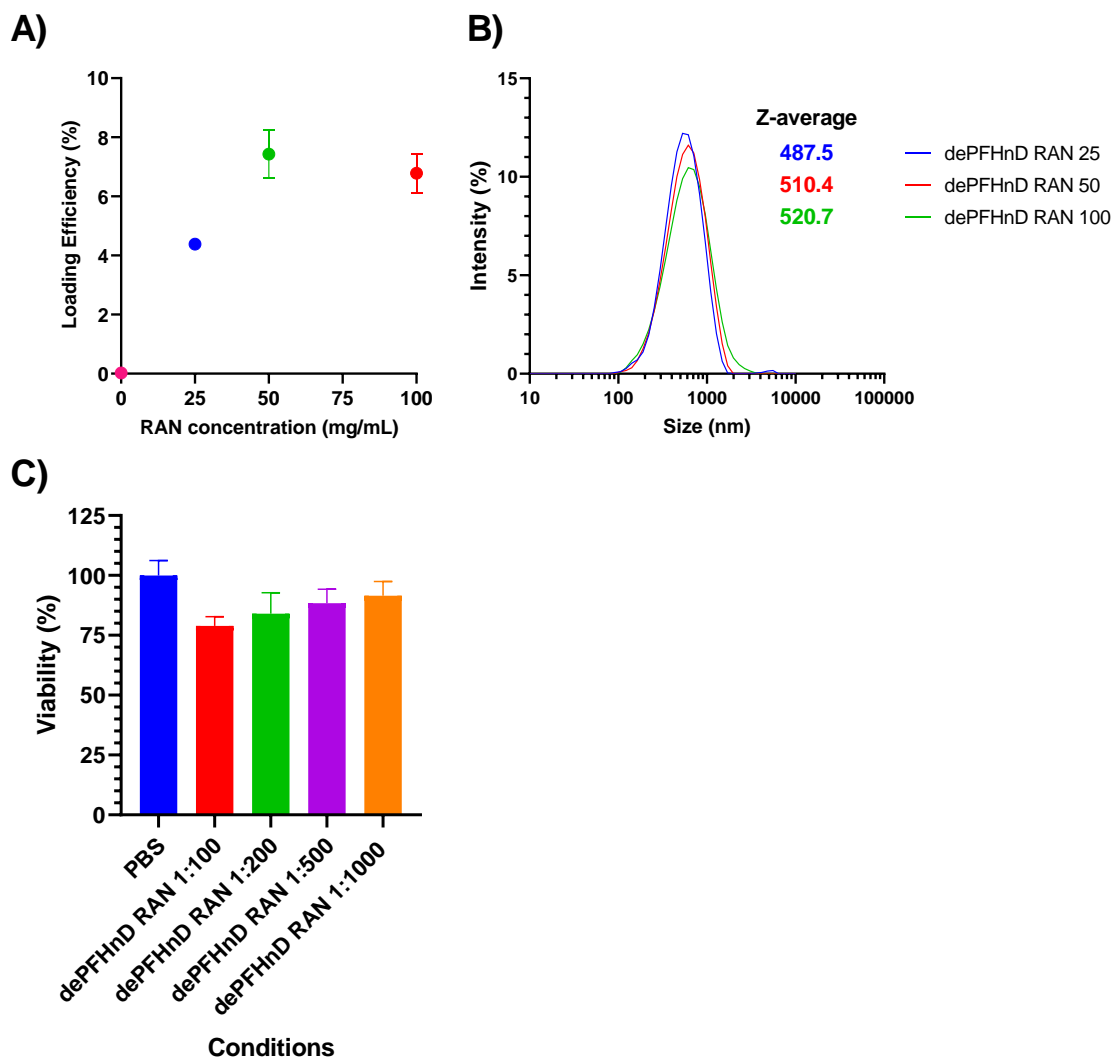 A)
Loading Efficiency (%)
10
8
6
4
2
0
0
25
50
75
100
RAN concentration (mg/mL)
B)
Intensity (%)
15
10
5
0
10
100
1000
10000
100000
Size (nm)
Z-average
487.5
510.4
520.7
dePFHnD RAN 25
dePFHnD RAN 50
dePFHnD RAN 100
C)
Viability (%)
125
100
75
50
25
0
PBS
dePFHnD RAN 1:100
dePFHnD RAN 1:200
dePFHnD RAN 1:500
dePFHnD RAN 1:1000
Conditions